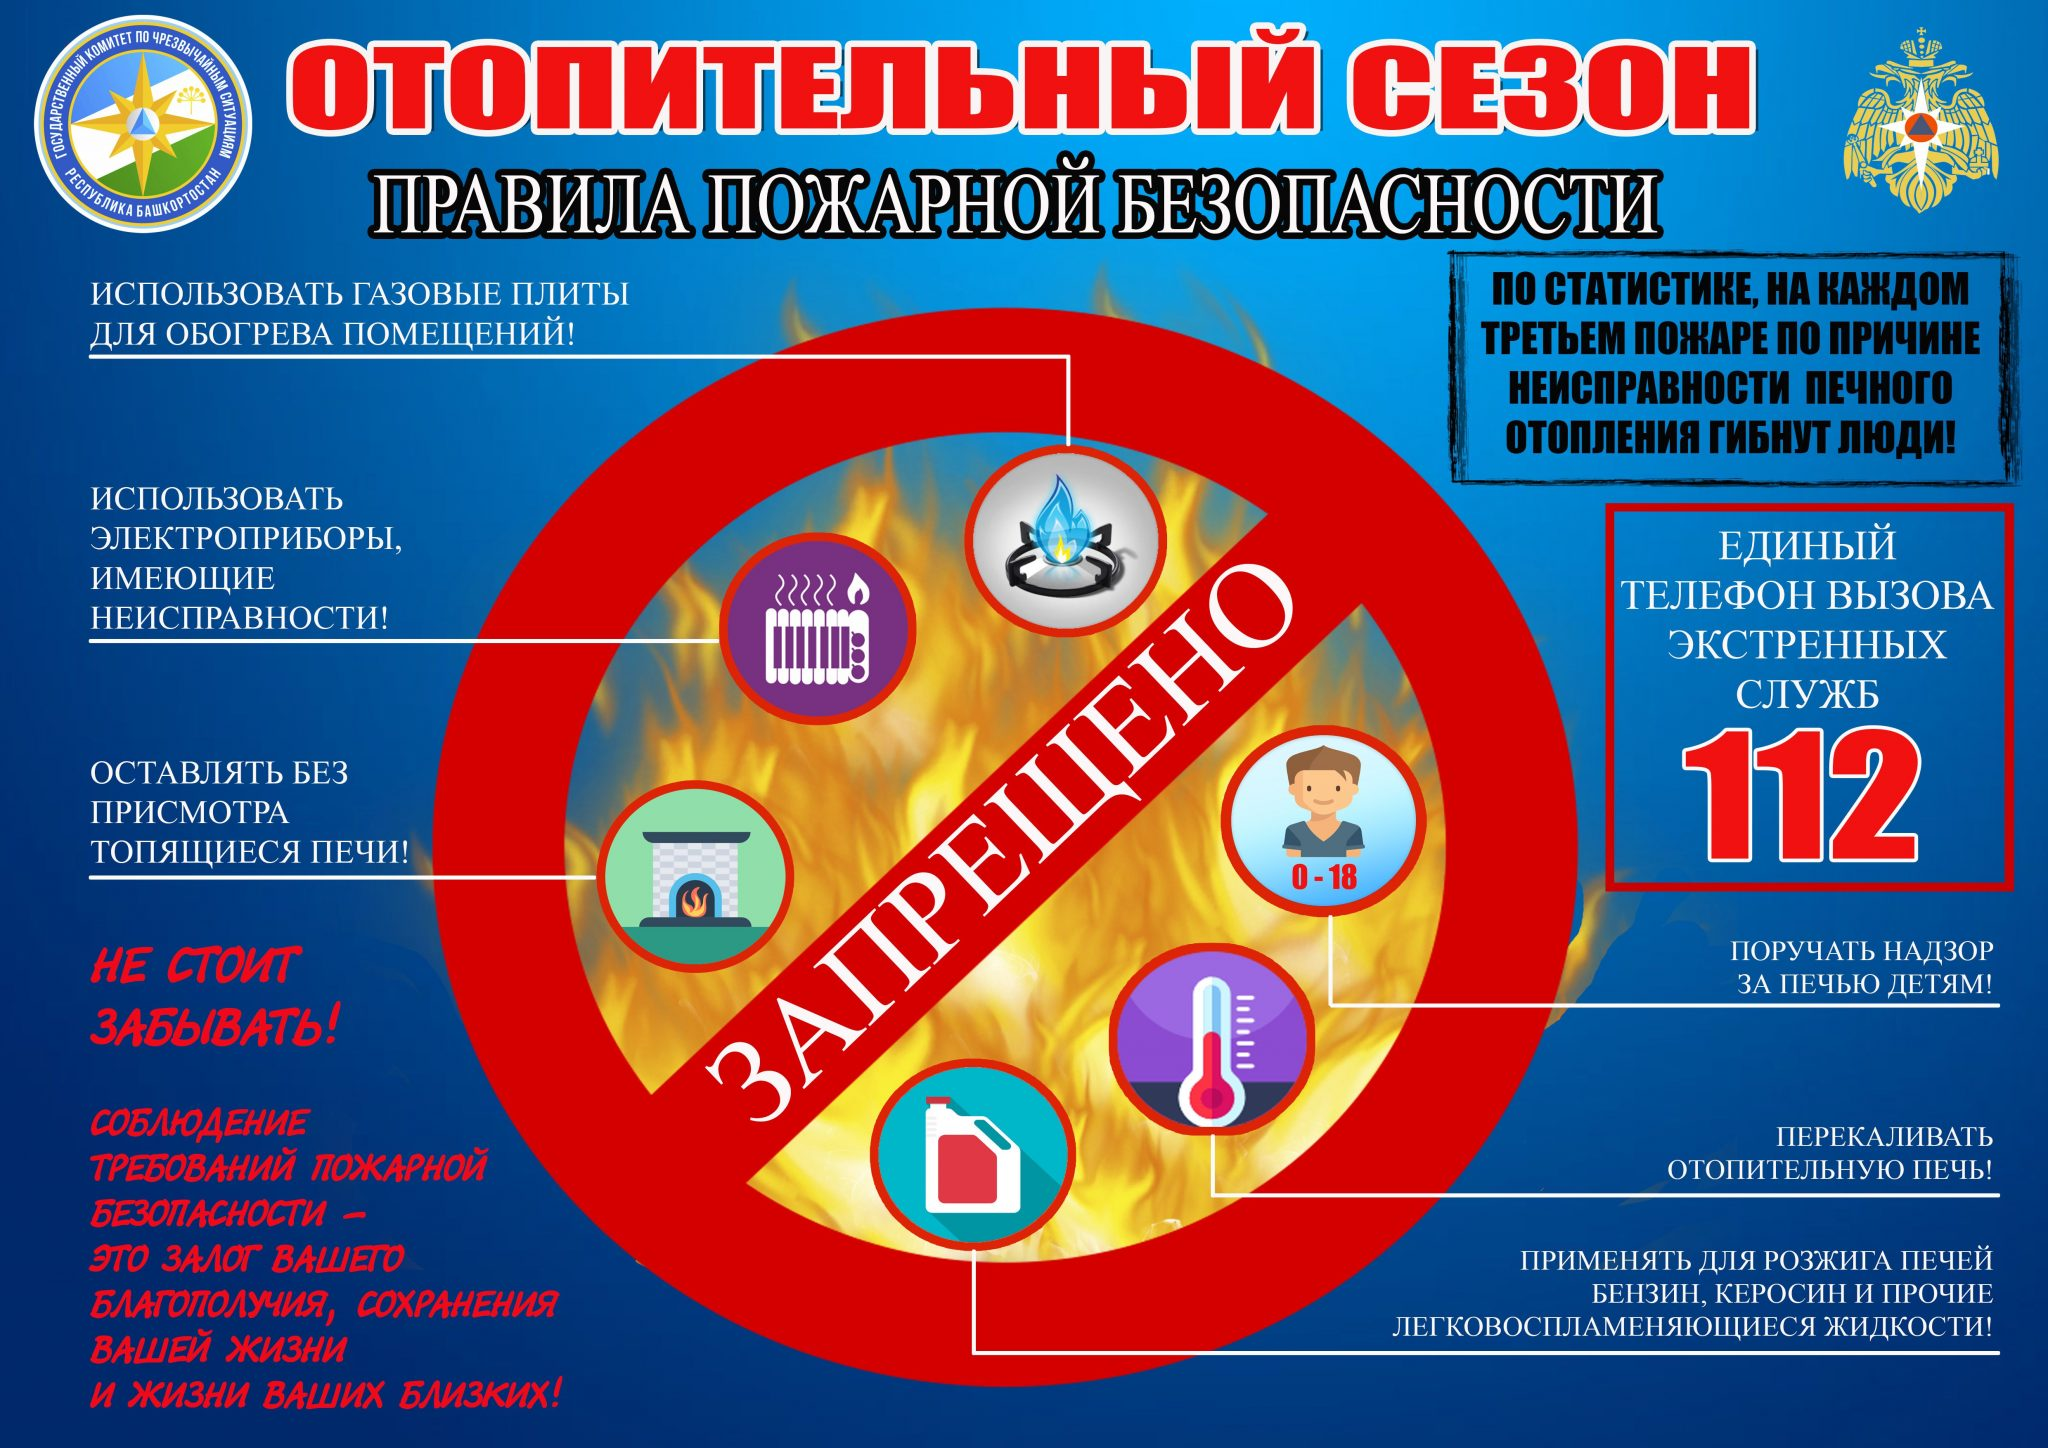 ГОСУДАРСТВЕННЫЙ КОМИТЕТ ПО ЧРЕЗВЫЧАЙНЫМ СИТУАЦИЯМ
РЕСПУБЛИКА БАШКОРТОСТАН
ОТОПИТЕЛЬНЫЙ СЕЗОН
ПРАВИЛА ПОЖАРНОЙ БЕЗОПАСНОСТИ
ИСПОЛЬЗОВАТЬ ГАЗОВЫЕ ПЛИТЫ
ДЛЯ ОБОГРЕВА ПОМЕЩЕНИЙ!
ИСПОЛЬЗОВАТЬ
ЭЛЕКТРОПРИБОРЫ,
ИМЕЮЩИЕ
НЕИСПРАВНОСТИ!
ОСТАВЛЯТЬ БЕЗ
ПРИСМОТРА
ТОПЯЩИЕСЯ ПЕЧИ!
НЕ СТОИТ
ЗАБЫВАТЬ!
СОБЛЮДЕНИЕ
ТРЕБОВАНИЙ ПОЖАРНОЙ
БЕЗОПАСНОСТИ –
ЭТО ЗАЛОГ ВАШЕГО
БЛАГОПОЛУЧИЯ, СОХРАНЕНИЯ
ВАШЕЙ ЖИЗНИ
И ЖИЗНИ ВАШИХ БЛИЗКИХ!
ЗАПРЕЩЕНО
0 - 18
ПО СТАТИСТИКЕ, НА КАЖДОМ
ТРЕТЬЕМ ПОЖАРЕ ПО ПРИЧИНЕ
НЕИСПРАВНОСТИ ПЕЧНОГО
ОТОПЛЕНИЯ ГИБНУТ ЛЮДИ!
ЕДИНЫЙ
ТЕЛЕФОН ВЫЗОВА
ЭКСТРЕННЫХ
СЛУЖБ
112
ПОРУЧАТЬ НАДЗОР
ЗА ПЕЧЬЮ ДЕТЯМ!
ПЕРЕКАЛИВАТЬ
ОТОПИТЕЛЬНУЮ ПЕЧЬ!
ПРИМЕНЯТЬ ДЛЯ РОЗЖИГА ПЕЧЕЙ
БЕНЗИН, КЕРОСИН И ПРОЧИЕ
ЛЕГКОВОСПЛАМЕНЯЮЩИЕСЯ ЖИДКОСТИ!